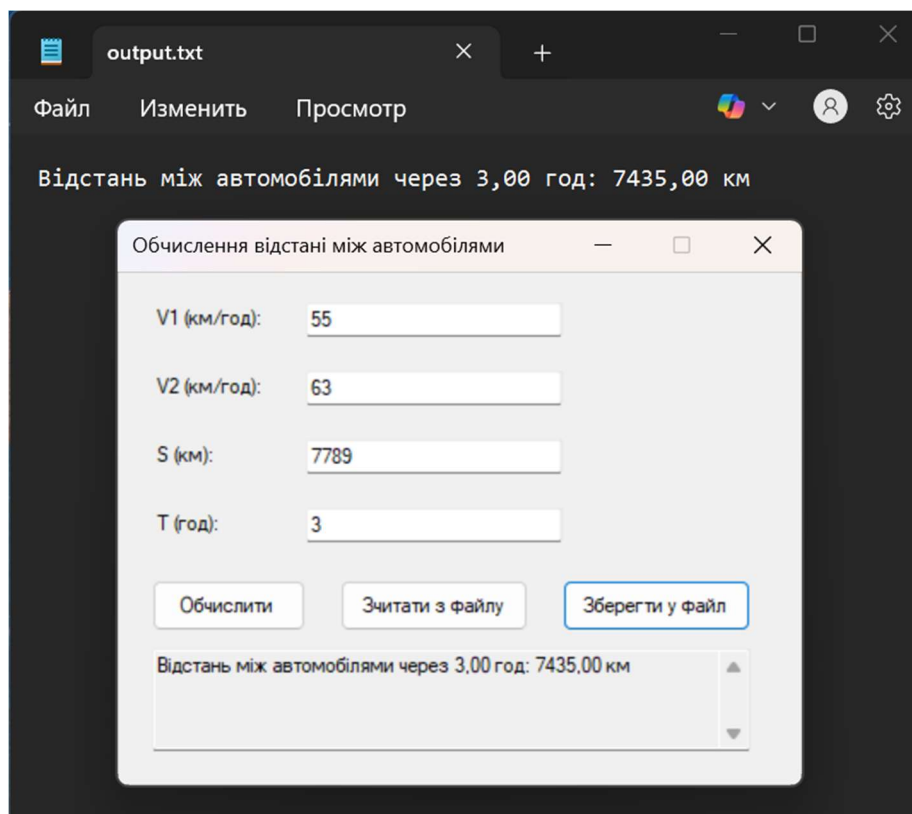 output.txt
Файл Изменить Просмотр
Відстань між автомобілями через 3,00 год: 7435,00 км
Обчислення відстані між автомобілями
V1 (км/год): 55
V2 (км/год): 63
S (км): 7789
T (год): 3
Обчислити Зчитати з файлу Зберегти у файл
Відстань між автомобілями через 3,00 год: 7435,00 км